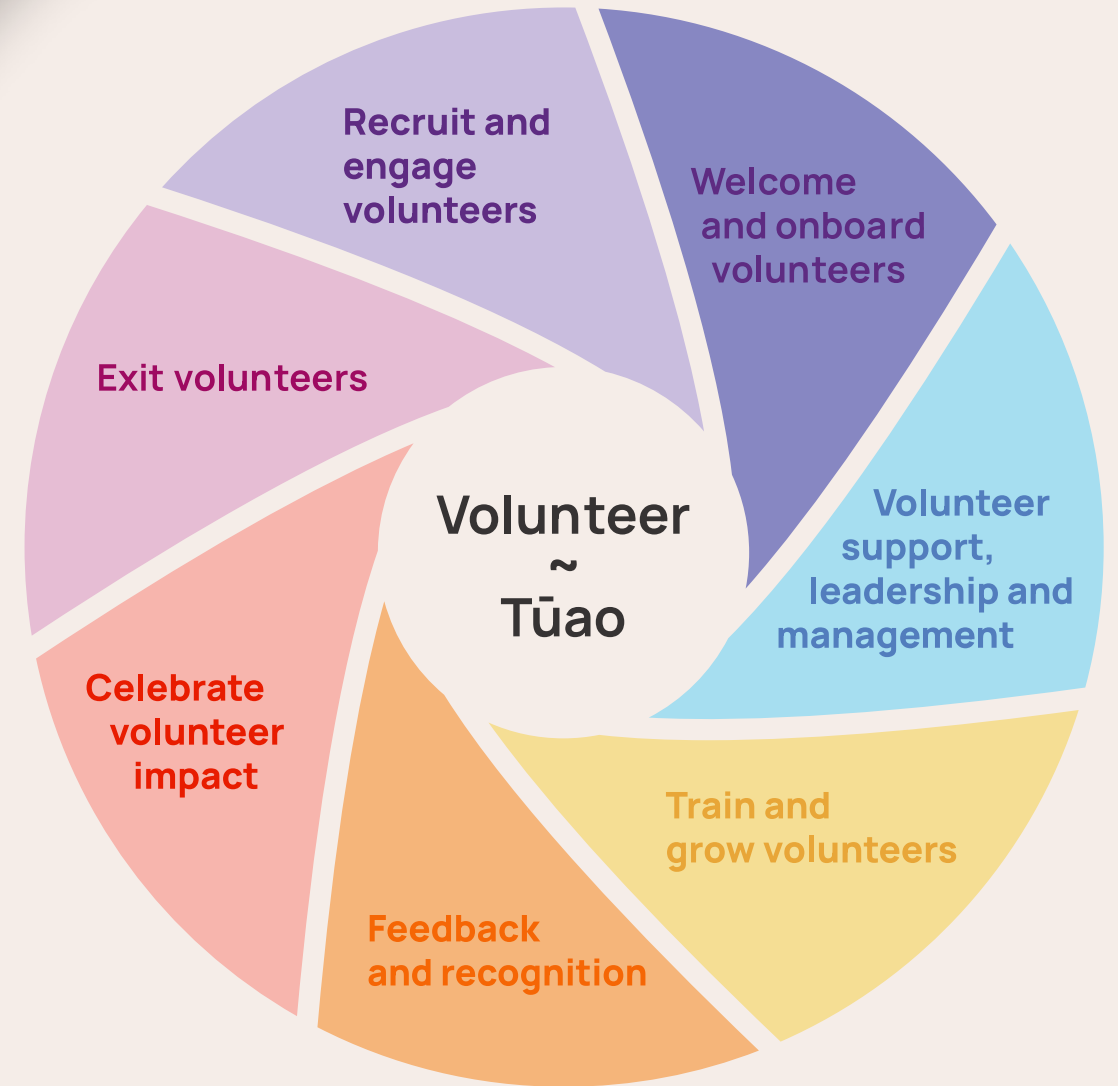 Recruit and
engage
volunteers
Welcome
and onboard
volunteers
Volunteer
support,
leadership and
management
Train and
grow volunteers
Feedback
and recognition
Celebrate
volunteer
impact
Exit volunteers
Volunteer
~
Tūao